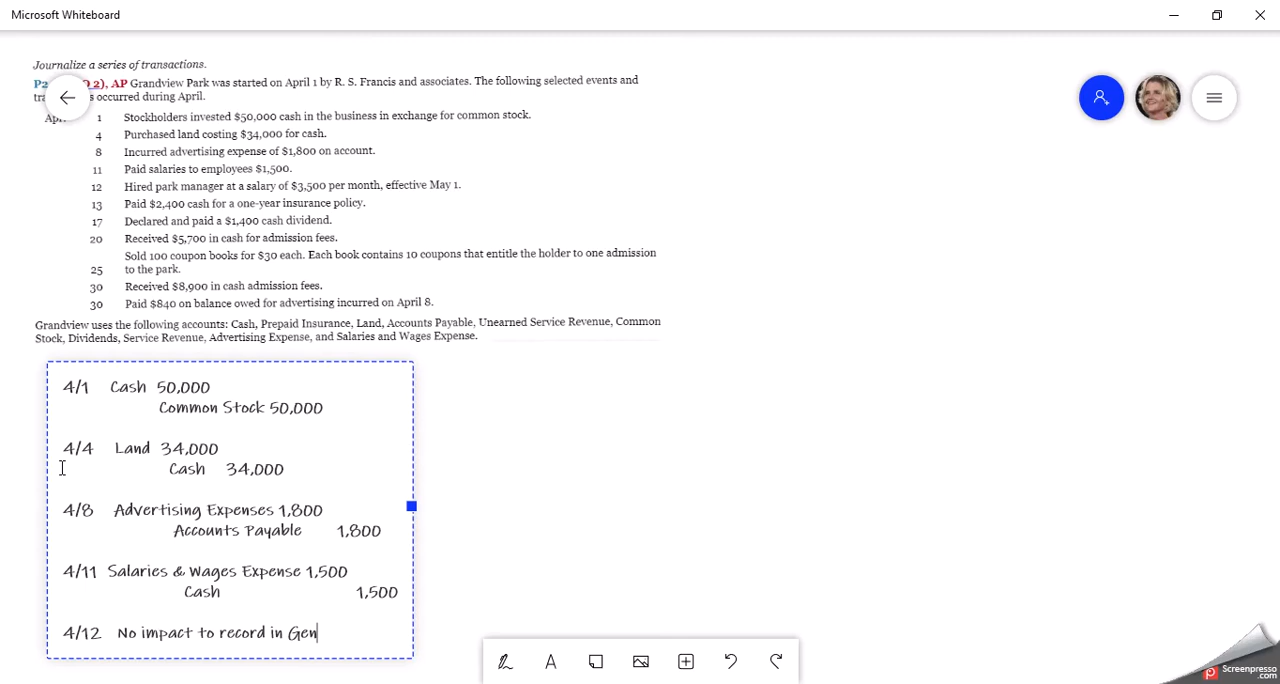 Microsoft Whiteboard
Journalize a series of transactions.
2), AP Grandview Park was started on April 1 by R. S. Francis and associates. The following selected events and
occurred during April.
1 Stockholders invested $50,000 cash in the business in exchange for common stock.
4 Purchased land costing $34,000 for cash.
8 Incurred advertising expense of $1,800 on account.
11 Paid salaries to employees $1,500.
12 Hired park manager at a salary of $3,500 per month, effective May 1.
13 Paid $2,400 cash for a one-year insurance policy.
17 Declared and paid a $1,400 cash dividend.
20 Received $5,700 in cash for admission fees.
Sold 100 coupon books for $30 each. Each book contains 10 coupons that entitle the holder to one admission
25 to the park.
30 Received $8,900 in cash admission fees.
30 Paid $840 on balance owed for advertising incurred on April 8.
Grandview uses the following accounts: Cash, Prepaid Insurance, Land, Accounts Payable, Unearned Service Revenue, Common
Stock, Dividends, Service Revenue, Advertising Expense, and Salaries and Wages Expense.
4/1 Cash 50,000
Common Stock 50,000
4/4 Land 34,000
Cash 34,000
4/8 Advertising Expenses 1,800
Accounts Payable 1,800
4/11 Salaries & Wages Expense 1,500
Cash 1,500
4/12 No impact to record in Gen
Screenpresso
.com